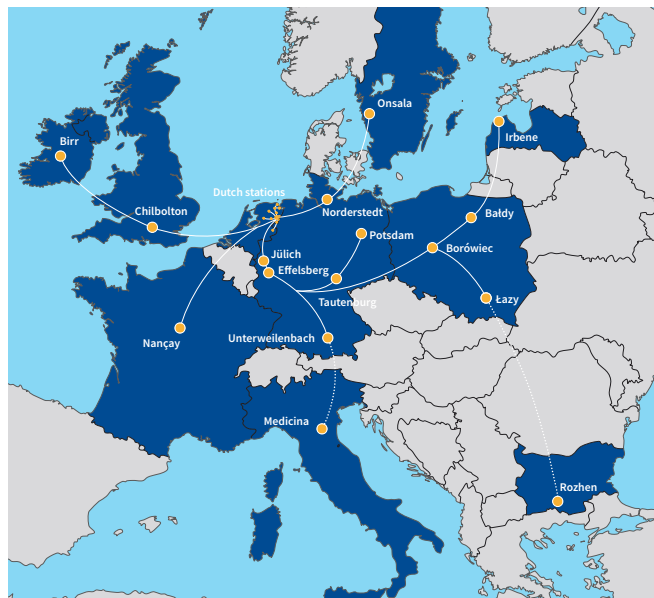 Onsala
Irbene
Birr
Dutch stations
Chilbolton
Norderstedt
Bałdy
Potsdam
Borówiec
Jülich
Effelsberg
Tautenburg
Łazy
Nançay
Unterweilenbach
Medicina
Rozhen